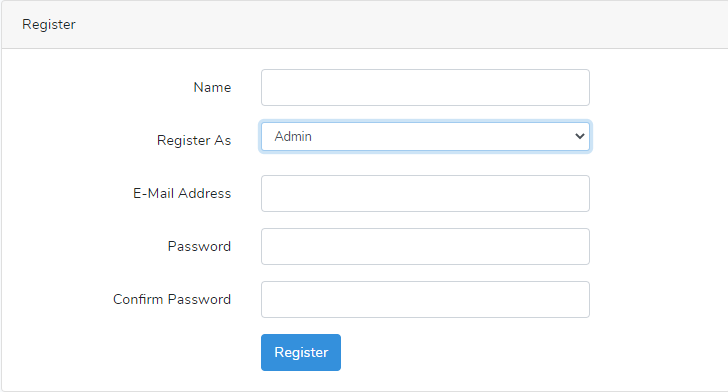 Register
Name
Register As
Admin
E-Mail Address
Password
Confirm Password
Register